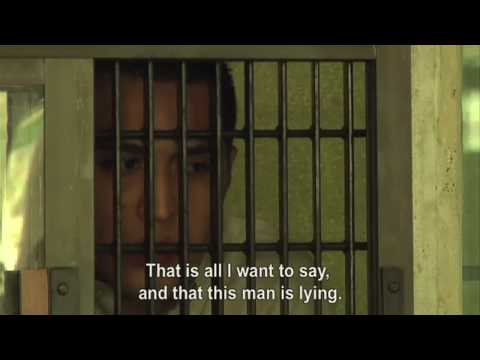 That is all I want to say,
and that this man is lying.